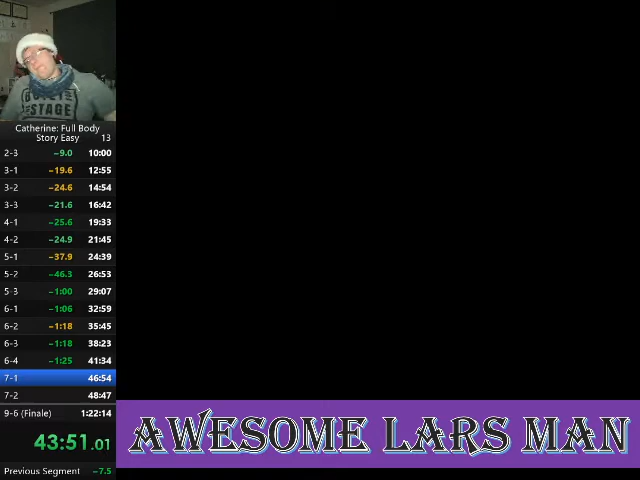 BUILT FOR
STAGE
Catherine: Full Body
Story Easy 13
2-3 −9.0 10:00
3-1 −19.6 12:55
3-2 −24.6 14:54
3-3 −21.6 16:42
4-1 −25.6 19:33
4-2 −24.9 21:45
5-1 −37.9 24:39
5-2 −46.3 26:53
5-3 −1:00 29:07
6-1 −1:06 32:59
6-2 −1:18 35:45
6-3 −1:18 38:23
6-4 −1:25 41:34
7-1 46:54
7-2 48:47
9-6 (Finale) 1:22:14
43:51.01
Previous Segment −7.5
AWESOME LARS MAN